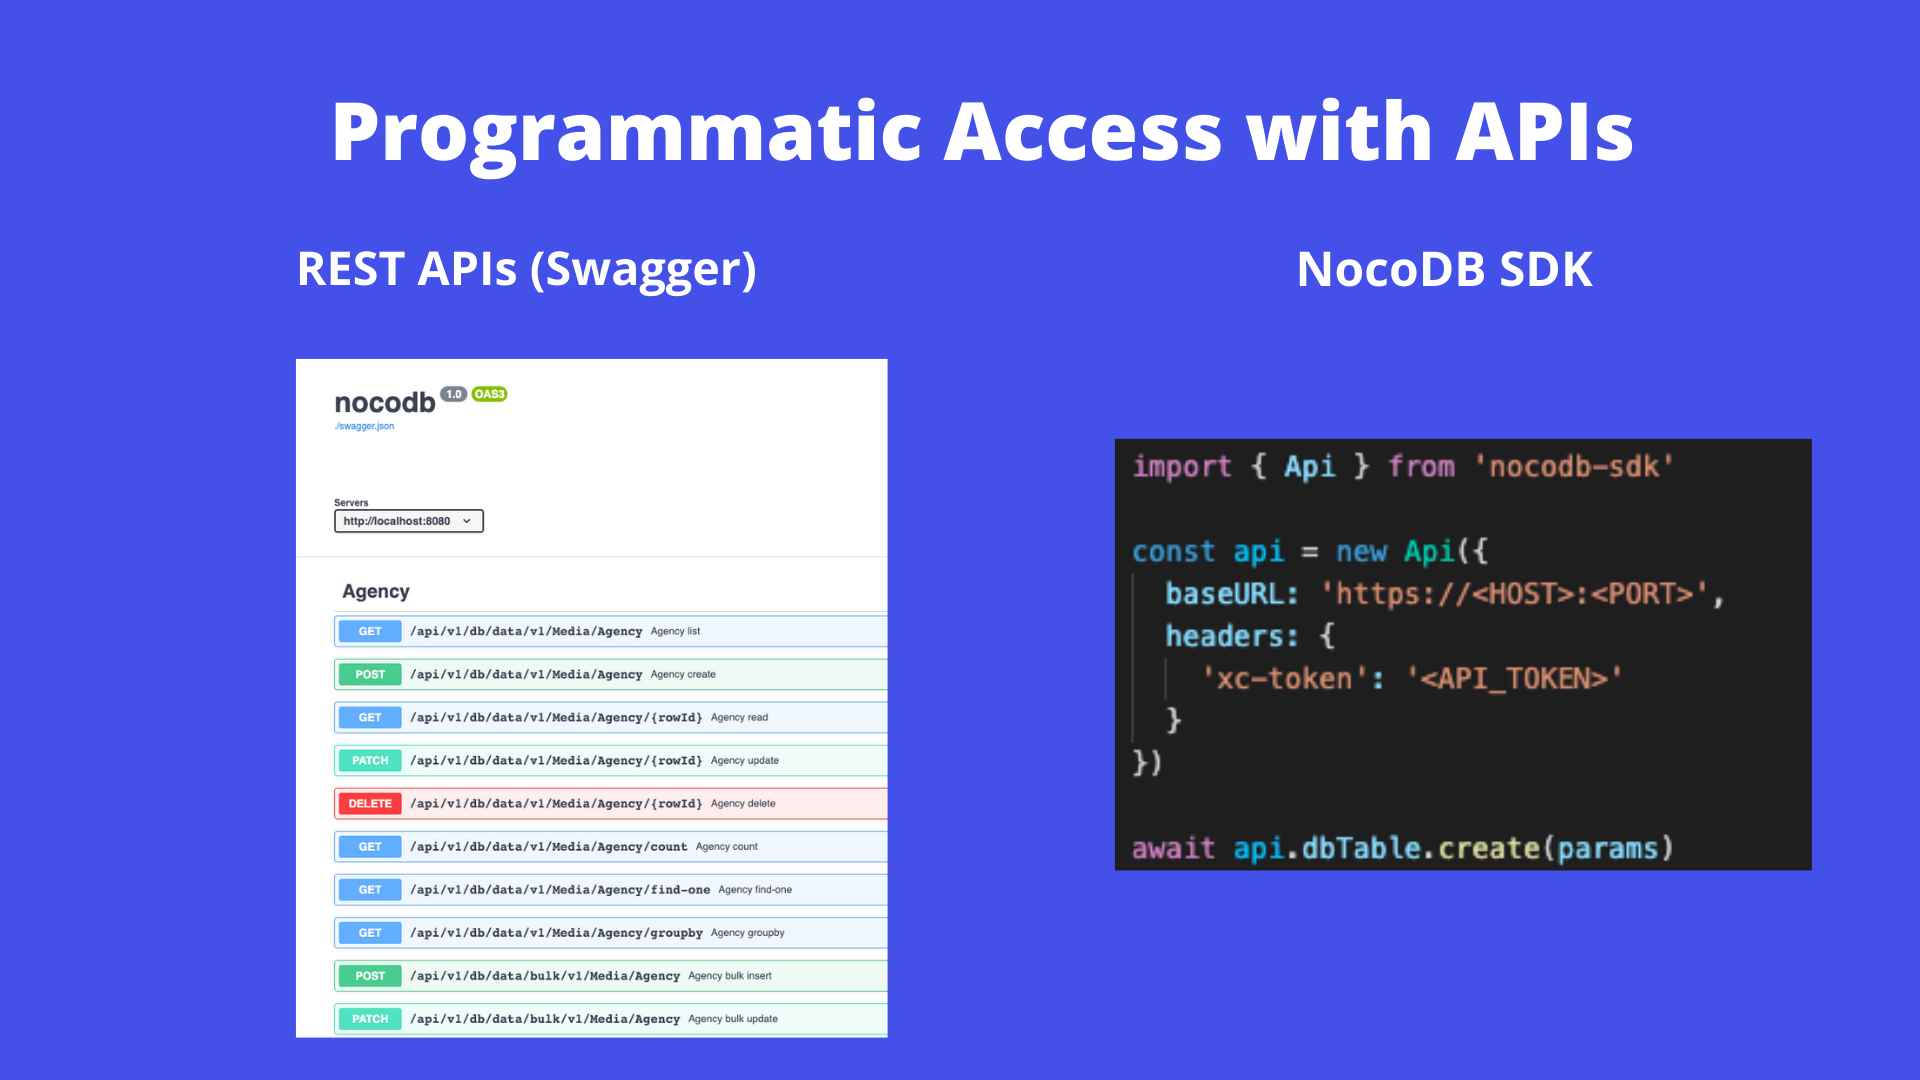 Programmatic Access with APIs
REST APIs (Swagger)
nocodb 1.0 OAS3
./swagger.json
Servers
http://localhost:8080
Agency
GET /api/v1/db/data/v1/Media/Agency Agency list
POST /api/v1/db/data/v1/Media/Agency Agency create
GET /api/v1/db/data/v1/Media/Agency/{rowId} Agency read
PATCH /api/v1/db/data/v1/Media/Agency/{rowId} Agency update
DELETE /api/v1/db/data/v1/Media/Agency/{rowId} Agency delete
GET /api/v1/db/data/v1/Media/Agency/count Agency count
GET /api/v1/db/data/v1/Media/Agency/find-one Agency find-one
GET /api/v1/db/data/v1/Media/Agency/groupby Agency groupby
POST /api/v1/db/data/bulk/v1/Media/Agency Agency bulk insert
PATCH /api/v1/db/data/bulk/v1/Media/Agency Agency bulk update
NocoDB SDK
import { Api } from 'nocodb-sdk'
const api = new Api({
baseURL: 'https://<HOST>:<PORT>',
headers: {
'xc-token': '<API_TOKEN>'
}
})
await api.dbTable.create(params)